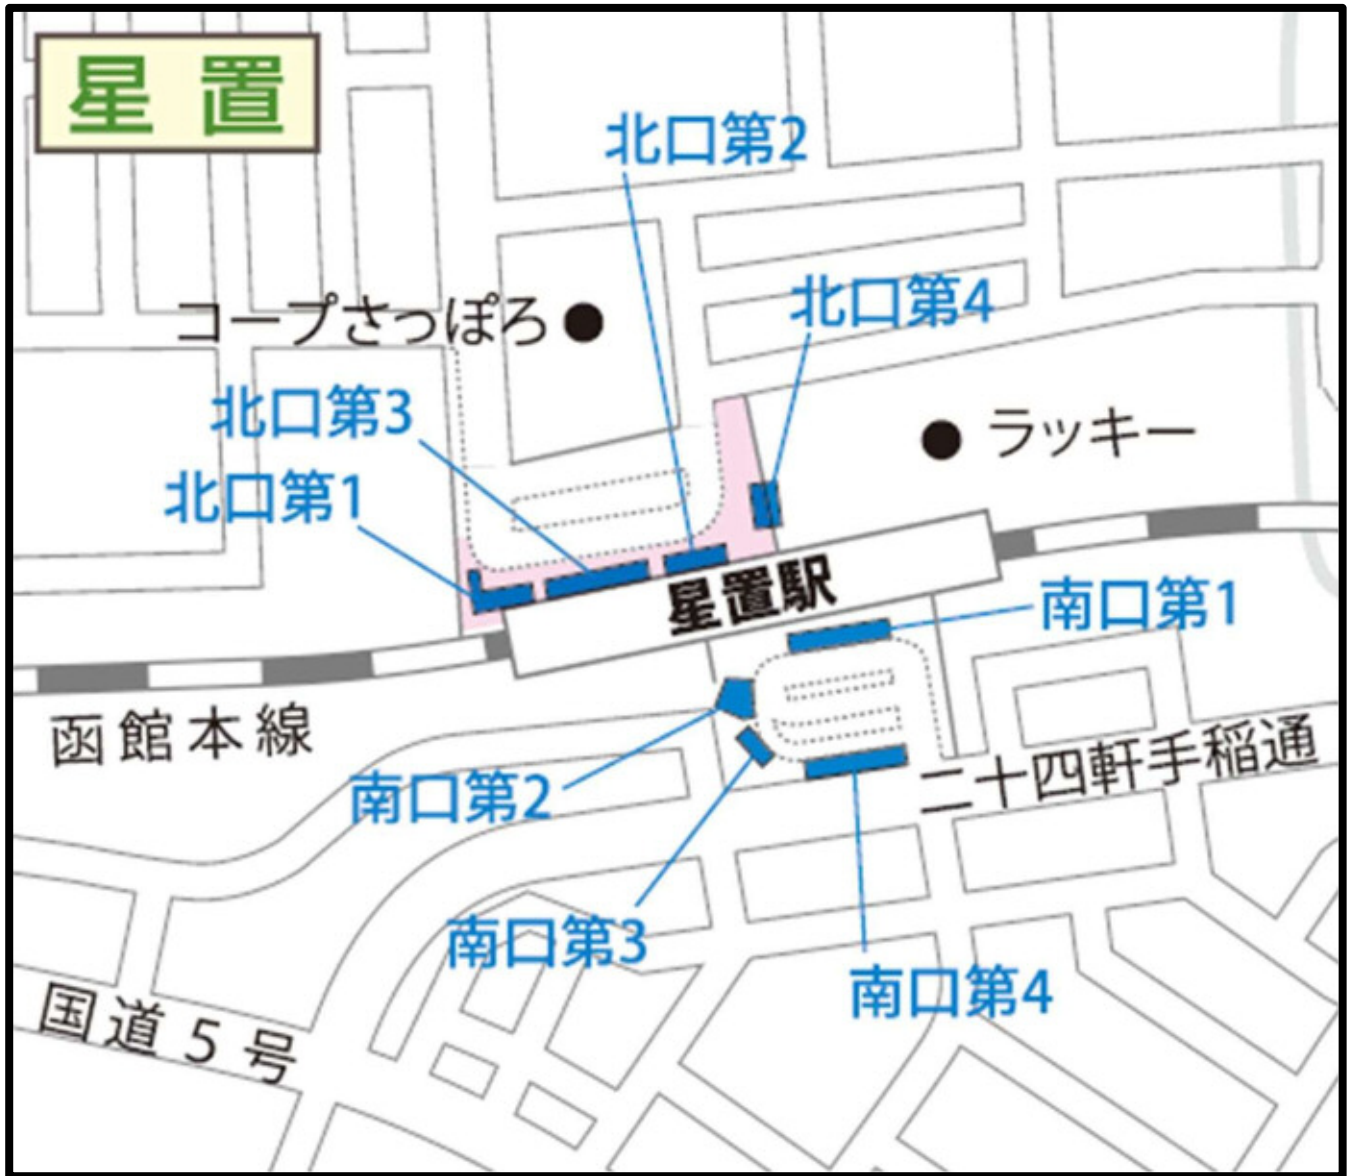 星置
北口第2
北口第4
コープさっぽろ
北口第3
ラッキー
北口第1
星置駅
南口第1
函館本線
二十四軒手稲通
南口第2
南口第3
南口第4
国道5号